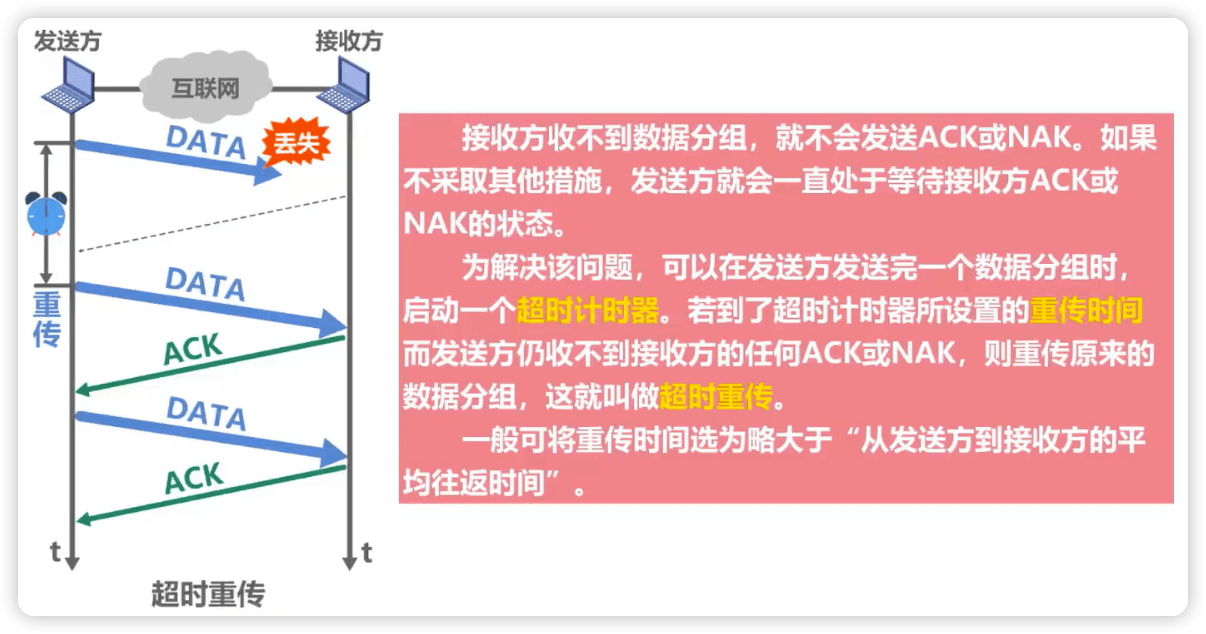 发送方
接收方
互联网
DATA
丢失
重传
DATA
ACK
DATA
ACK
t
t
超时重传
接收方收不到数据分组，就不会发送ACK或NAK。如果
不采取其他措施，发送方就会一直处于等待接收方ACK或
NAK的状态。
为解决该问题，可以在发送方发送完一个数据分组时，
启动一个超时计时器。若到了超时计时器所设置的重传时间
而发送方仍收不到接收方的任何ACK或NAK，则重传原来的
数据分组，这就叫做超时重传。
一般可将重传时间选为略大于“从发送方到接收方的平
均往返时间”。